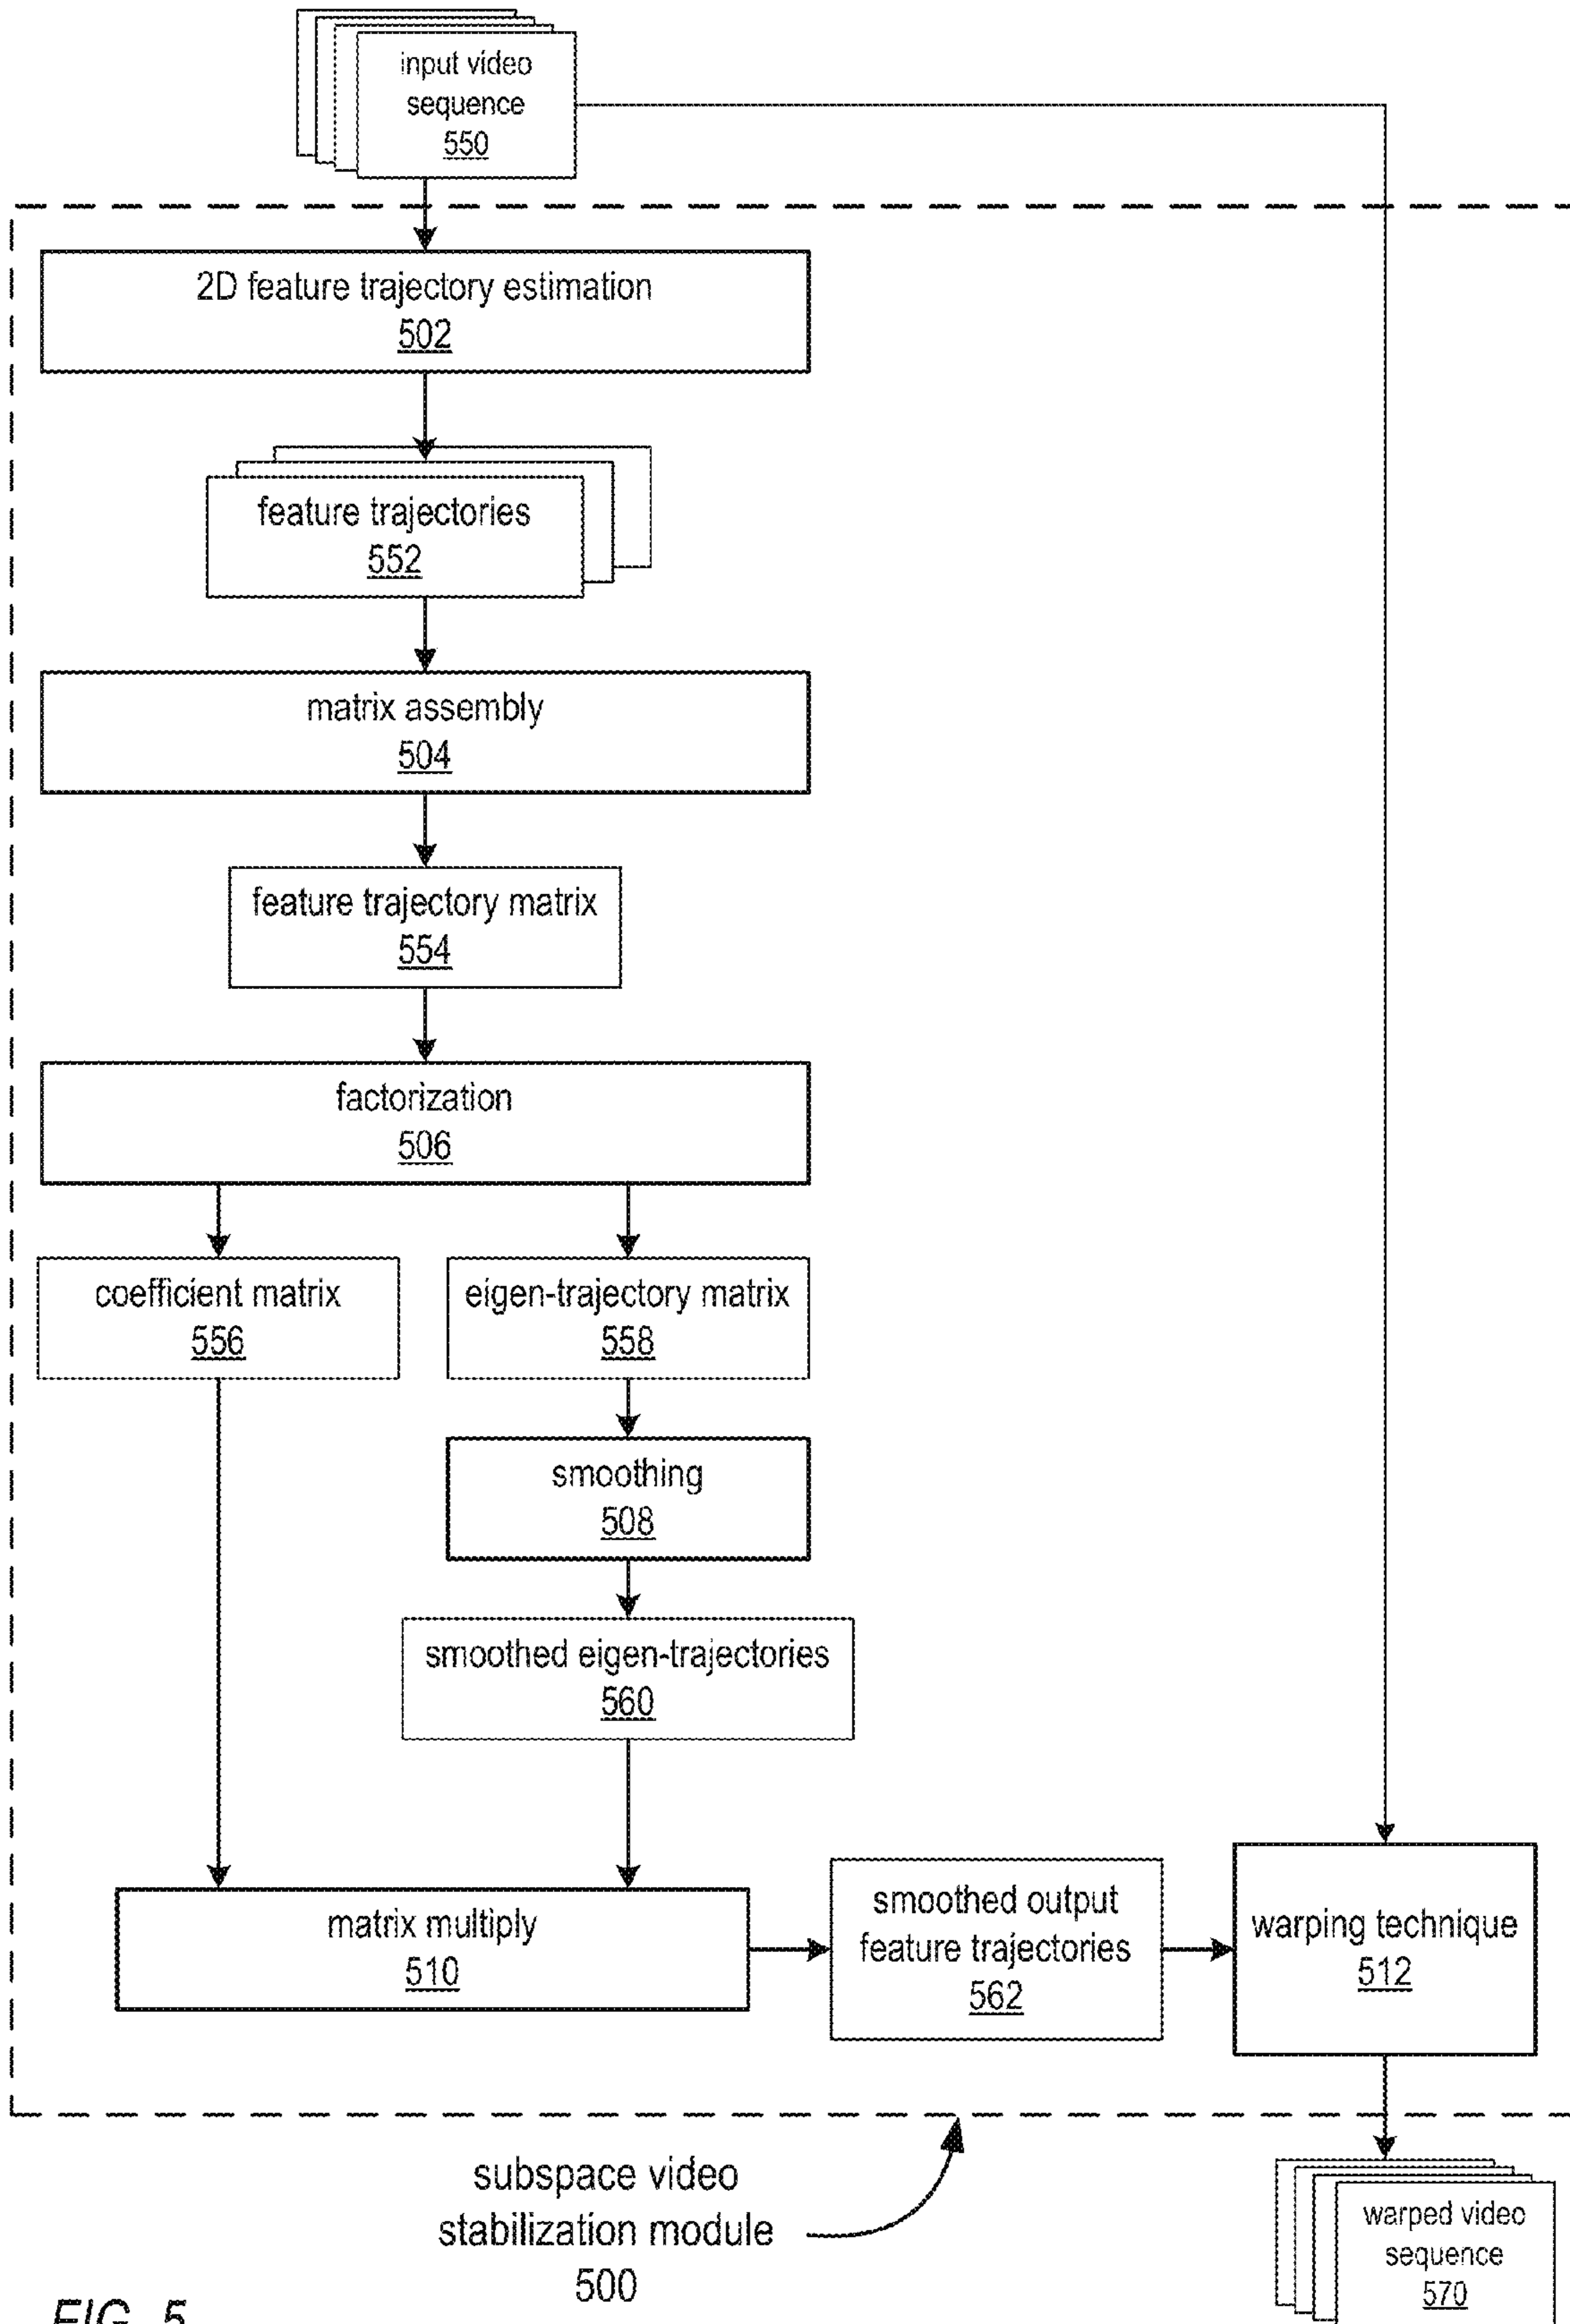 input video
sequence
550
2D feature trajectory estimation
502
feature trajectories
552
matrix assembly
504
feature trajectory matrix
554
factorization
506
coefficient matrix
556
eigen-trajectory matrix
558
smoothing
508
smoothed eigen-trajectories
560
matrix multiply
510
smoothed output
feature trajectories
562
warping technique
512
subspace video
stabilization module
500
warped video
sequence
570
FIG. 5